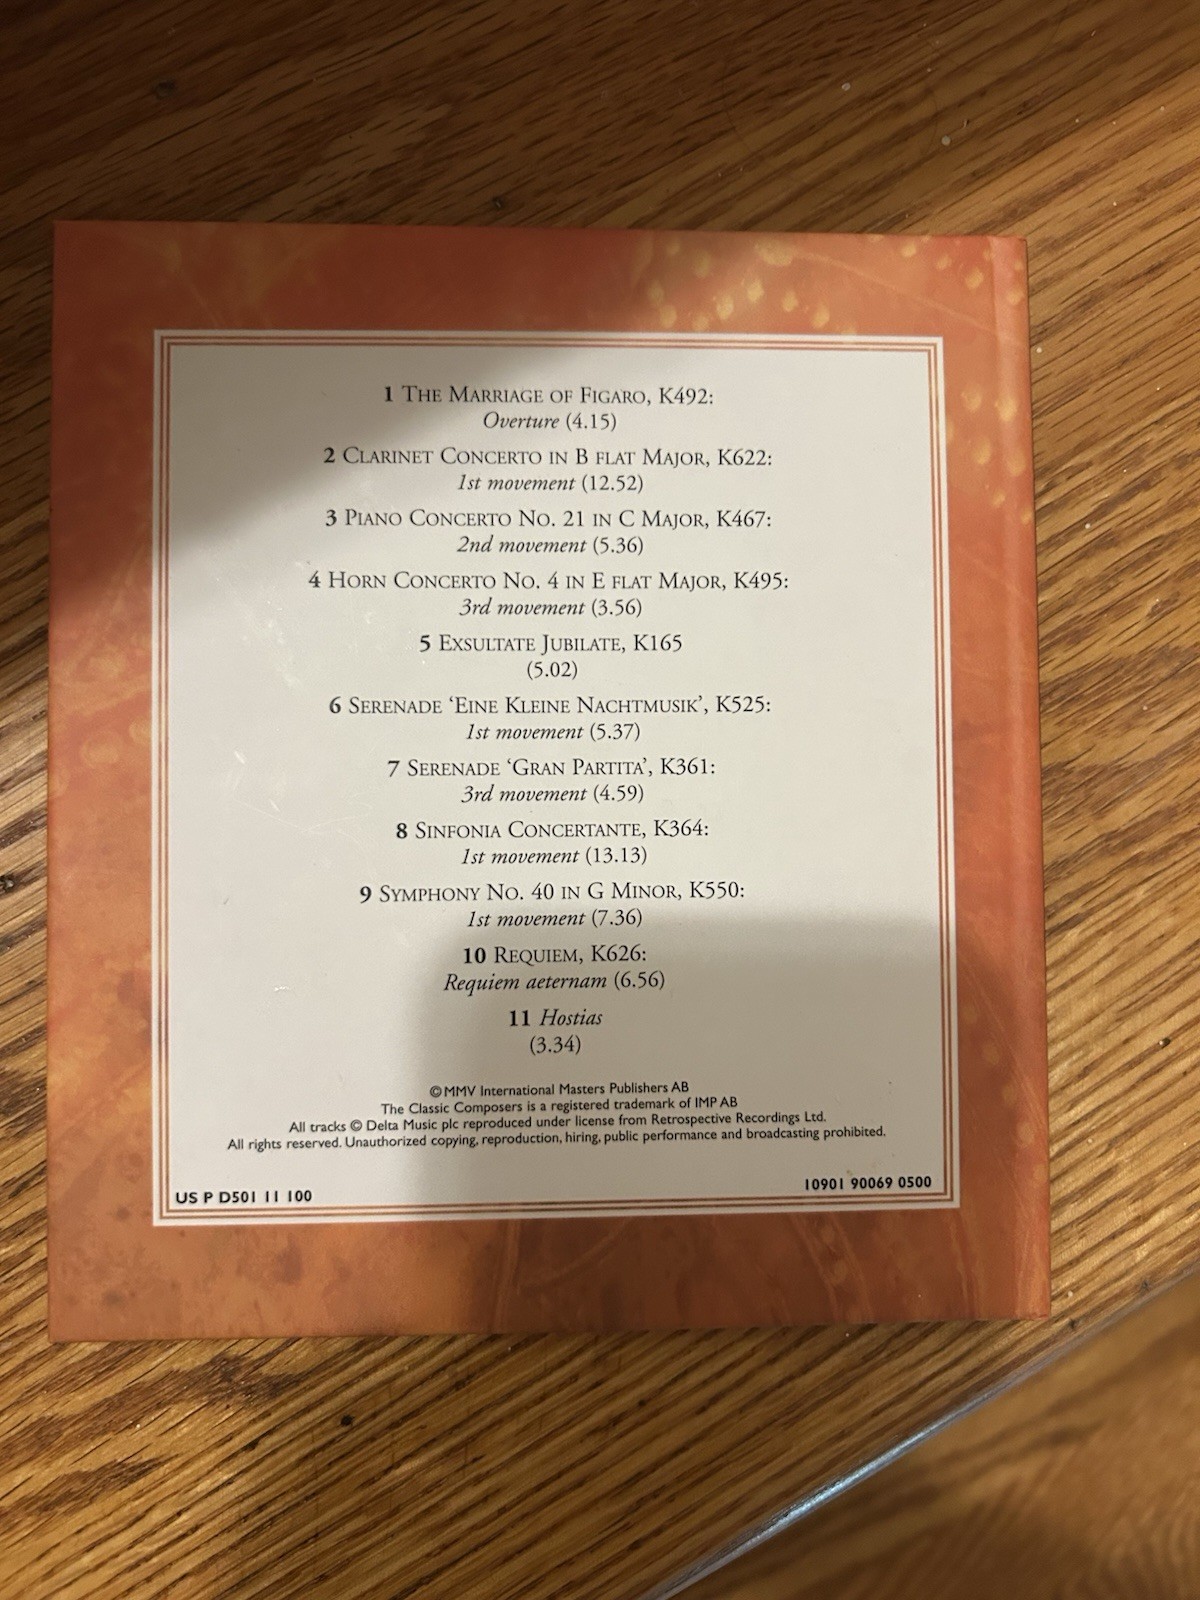 1 THE MARRIAGE OF FIGARO, K492:
Overture (4.15)
2 CLARINET CONCERTO IN B FLAT MAJOR, K622:
1st movement (12.52)
3 PIANO CONCERTO NO. 21 IN C MAJOR, K467:
2nd movement (5.36)
4 HORN CONCERTO NO. 4 IN E FLAT MAJOR, K495:
3rd movement (3.56)
5 EXSULTATE JUBILATE, K165
(5.02)
6 SERENADE ‘EINE KLEINE NACHTMUSIK’, K525:
1st movement (5.37)
7 SERENADE ‘GRAN PARTITA’, K361:
3rd movement (4.59)
8 SINFONIA CONCERTANTE, K364:
1st movement (13.13)
9 SYMPHONY NO. 40 IN G MINOR, K550:
1st movement (7.36)
10 REQUIEM, K626:
Requiem aeternam (6.56)
11 Hostias
(3.34)
© MMV International Masters Publishers AB
The Classic Composers is a registered trademark of IMP AB
All tracks © Delta Music plc reproduced under license from Retrospective Recordings Ltd.
All rights reserved. Unauthorized copying, reproduction, hiring, public performance and broadcasting prohibited.
US P D501 11 100
10901 90069 0500